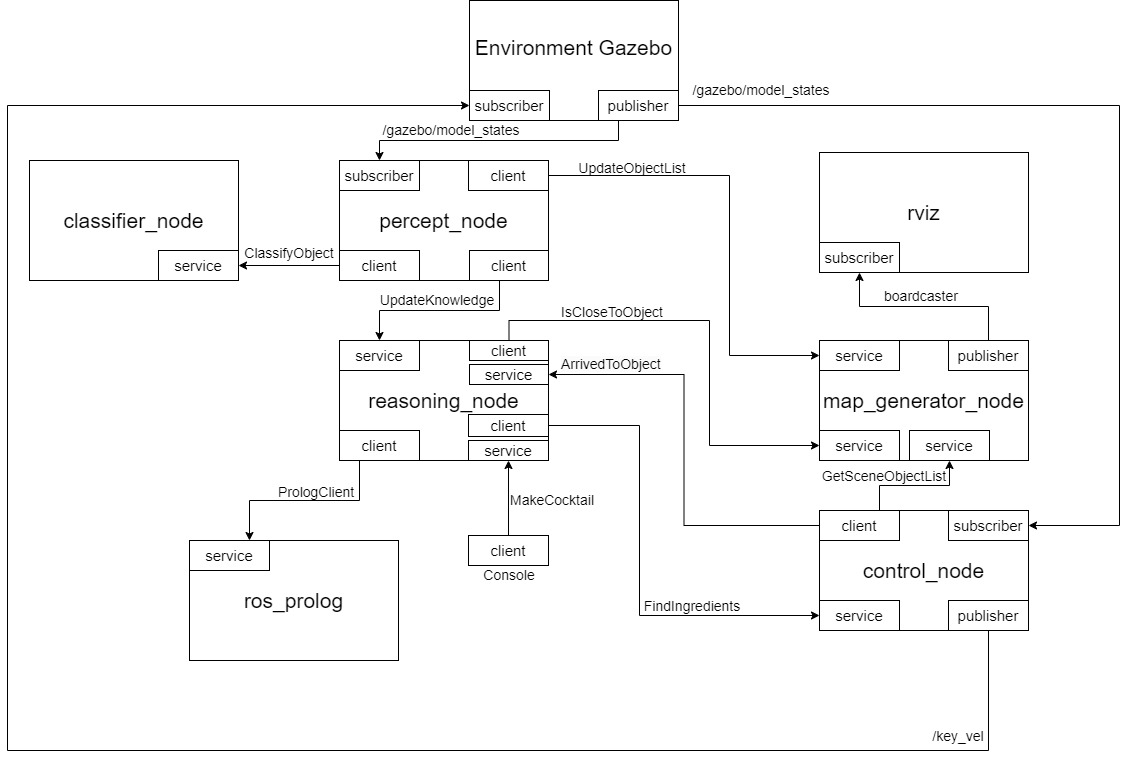 Environment Gazebo
subscriber
publisher
/gazebo/model_states
/gazebo/model_states
subscriber
client
UpdateObjectList
classifier_node
percept_node
rviz
service
ClassifyObject
client
client
subscriber
UpdateKnowledge
boardcaster
IsCloseToObject
service
client
ArrivedToObject
service
service
publisher
reasoning_node
map_generator_node
client
client
service
service
service
PrologClient
MakeCocktail
GetSceneObjectList
service
client
Console
client
subscriber
ros_prolog
control_node
FindIngredients
service
publisher
/key_vel